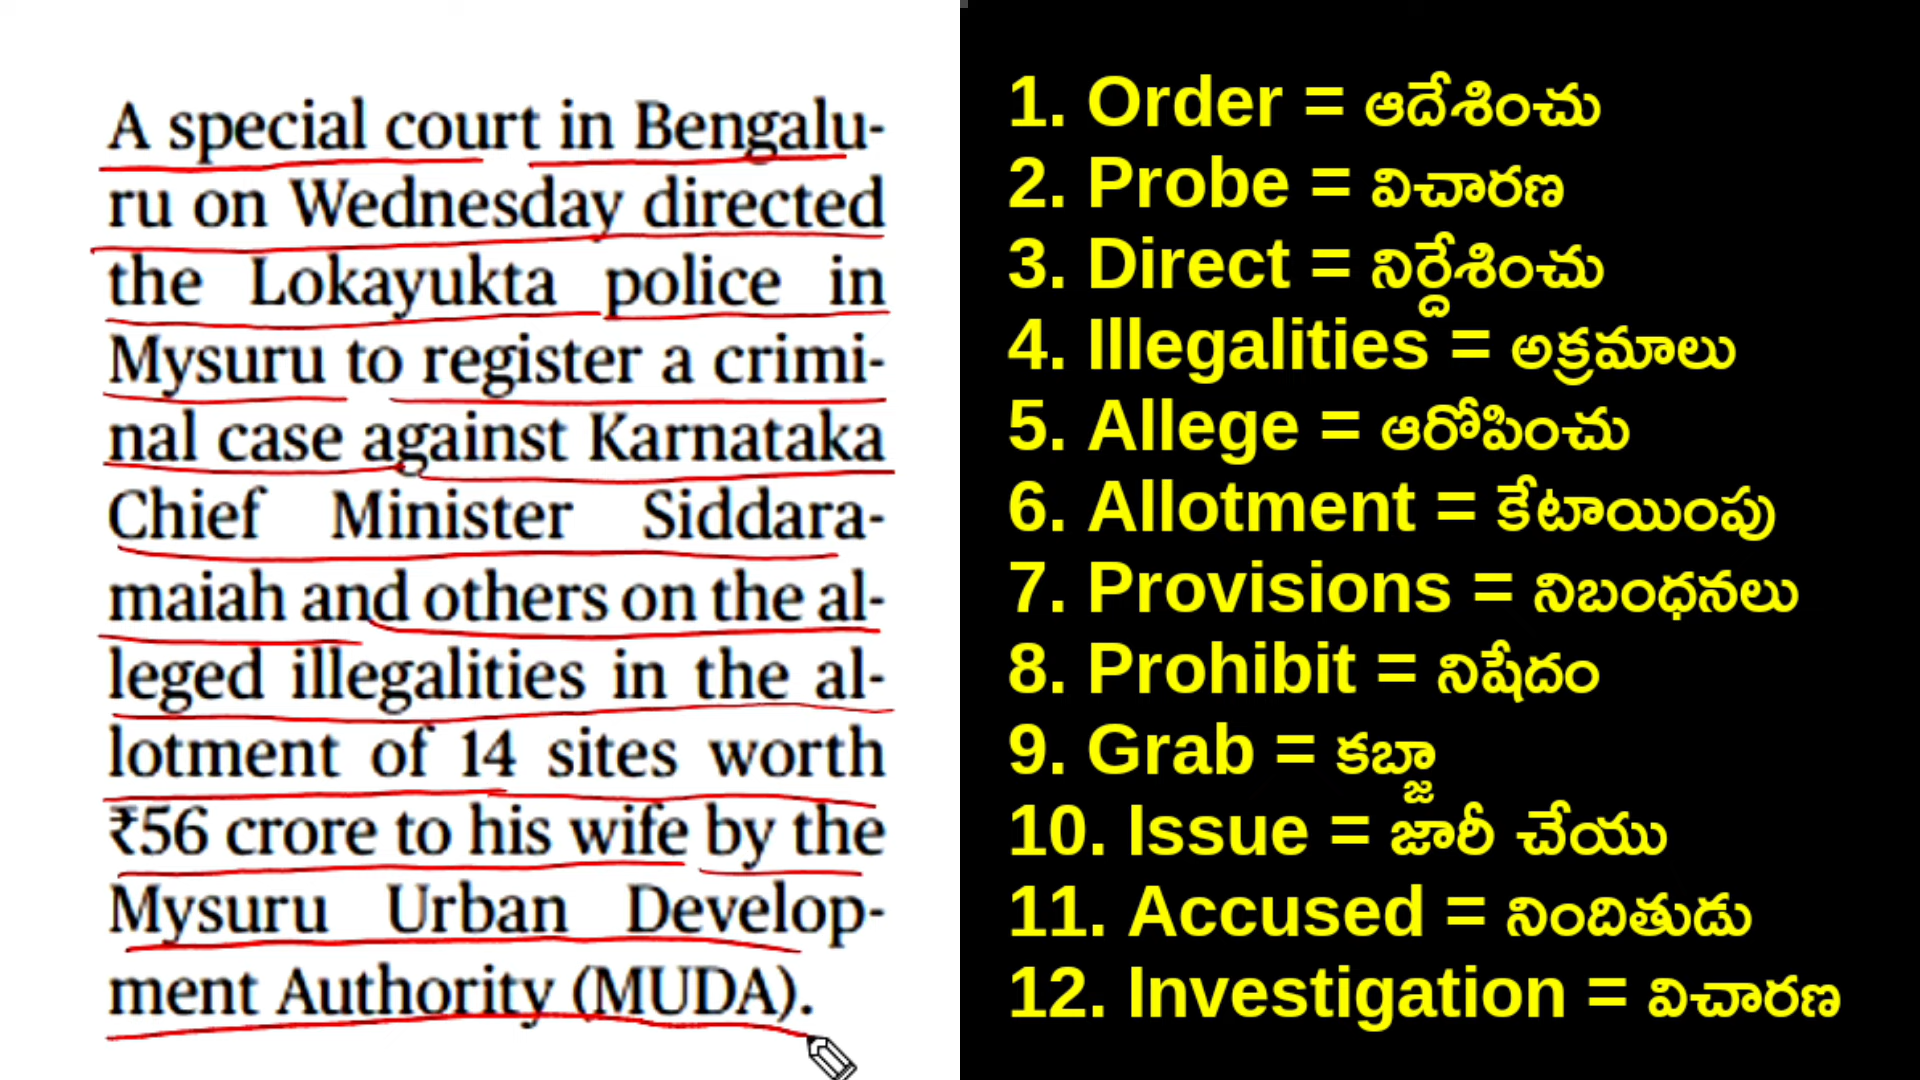 A special court in Bengalu-
ru on Wednesday directed
the Lokayukta police in
Mysuru to register a crimi-
nal case against Karnataka
Chief Minister Siddara-
maiah and others on the al-
leged illegalities in the al-
lotment of 14 sites worth
₹56 crore to his wife by the
Mysuru Urban Develop-
ment Authority (MUDA).
1. Order = ఆదేశించు
2. Probe = విచారణ
3. Direct = నిర్దేశించు
4. Illegalities = అక్రమాలు
5. Allege = ఆరోపించు
6. Allotment = కేటాయింపు
7. Provisions = నిబంధనలు
8. Prohibit = నిషేదం
9. Grab = కబ్జా
10. Issue = జారీ చేయు
11. Accused = నిందితుడు
12. Investigation = విచారణ